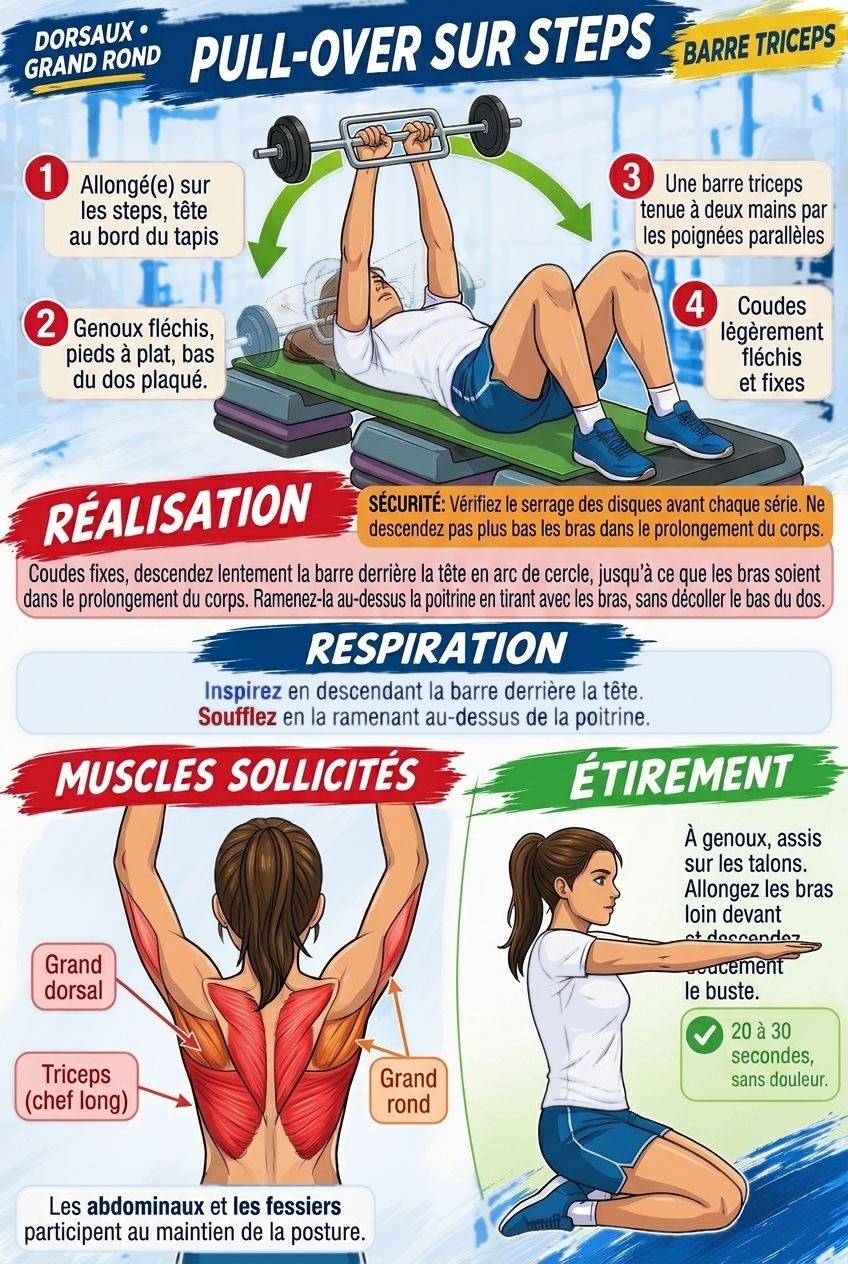 DORSAUX •
GRAND ROND
PULL-OVER SUR STEPS
BARRE TRICEPS
1
Allongé(e) sur
les steps, tête
au bord du tapis
2
Genoux fléchis,
pieds à plat, bas
du dos plaqué.
3
Une barre triceps
tenue à deux mains par
les poignées parallèles
4
Coudes
légèrement
fléchis
et fixes
RÉALISATION
SÉCURITÉ: Vérifiez le serrage des disques avant chaque série. Ne
descendez pas plus bas les bras dans le prolongement du corps.
Coudes fixes, descendez lentement la barre derrière la tête en arc de cercle, jusqu'à ce que les bras soient
dans le prolongement du corps. Ramenez-la au-dessus la poitrine en tirant avec les bras, sans décoller le bas du dos.
RESPIRATION
Inspirez en descendant la barre derrière la tête.
Soufflez en la ramenant au-dessus de la poitrine.
MUSCLES SOLLICITÉS
Grand
dorsal
Triceps
(chef long)
Grand
rond
Les abdominaux et les fessiers
participent au maintien de la posture.
ÉTIREMENT
À genoux, assis
sur les talons.
Allongez les bras
loin devant
et descendez
doucement
le buste.
20 à 30
secondes,
sans douleur.